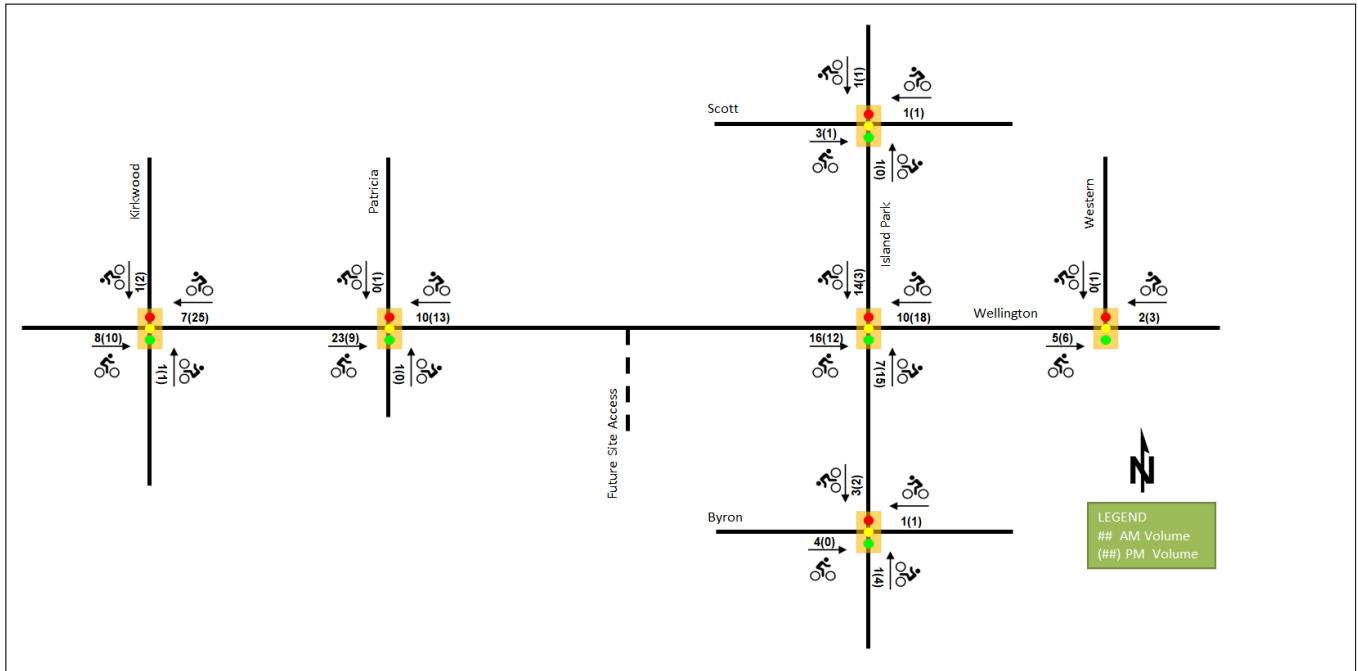 1(1)
Scott
1(1)
3(1)
1(0)
Kirkwood
Patricia
Island Park
Western
1(2)
7(25)
8(10)
1(1)
0(1)
10(13)
23(9)
1(0)
14(3)
10(18)
Wellington
16(12)
7(15)
0(1)
2(3)
5(6)
Future Site Access
N
3(2)
Byron
1(1)
4(0)
1(4)
LEGEND
## AM Volume
(##) PM Volume